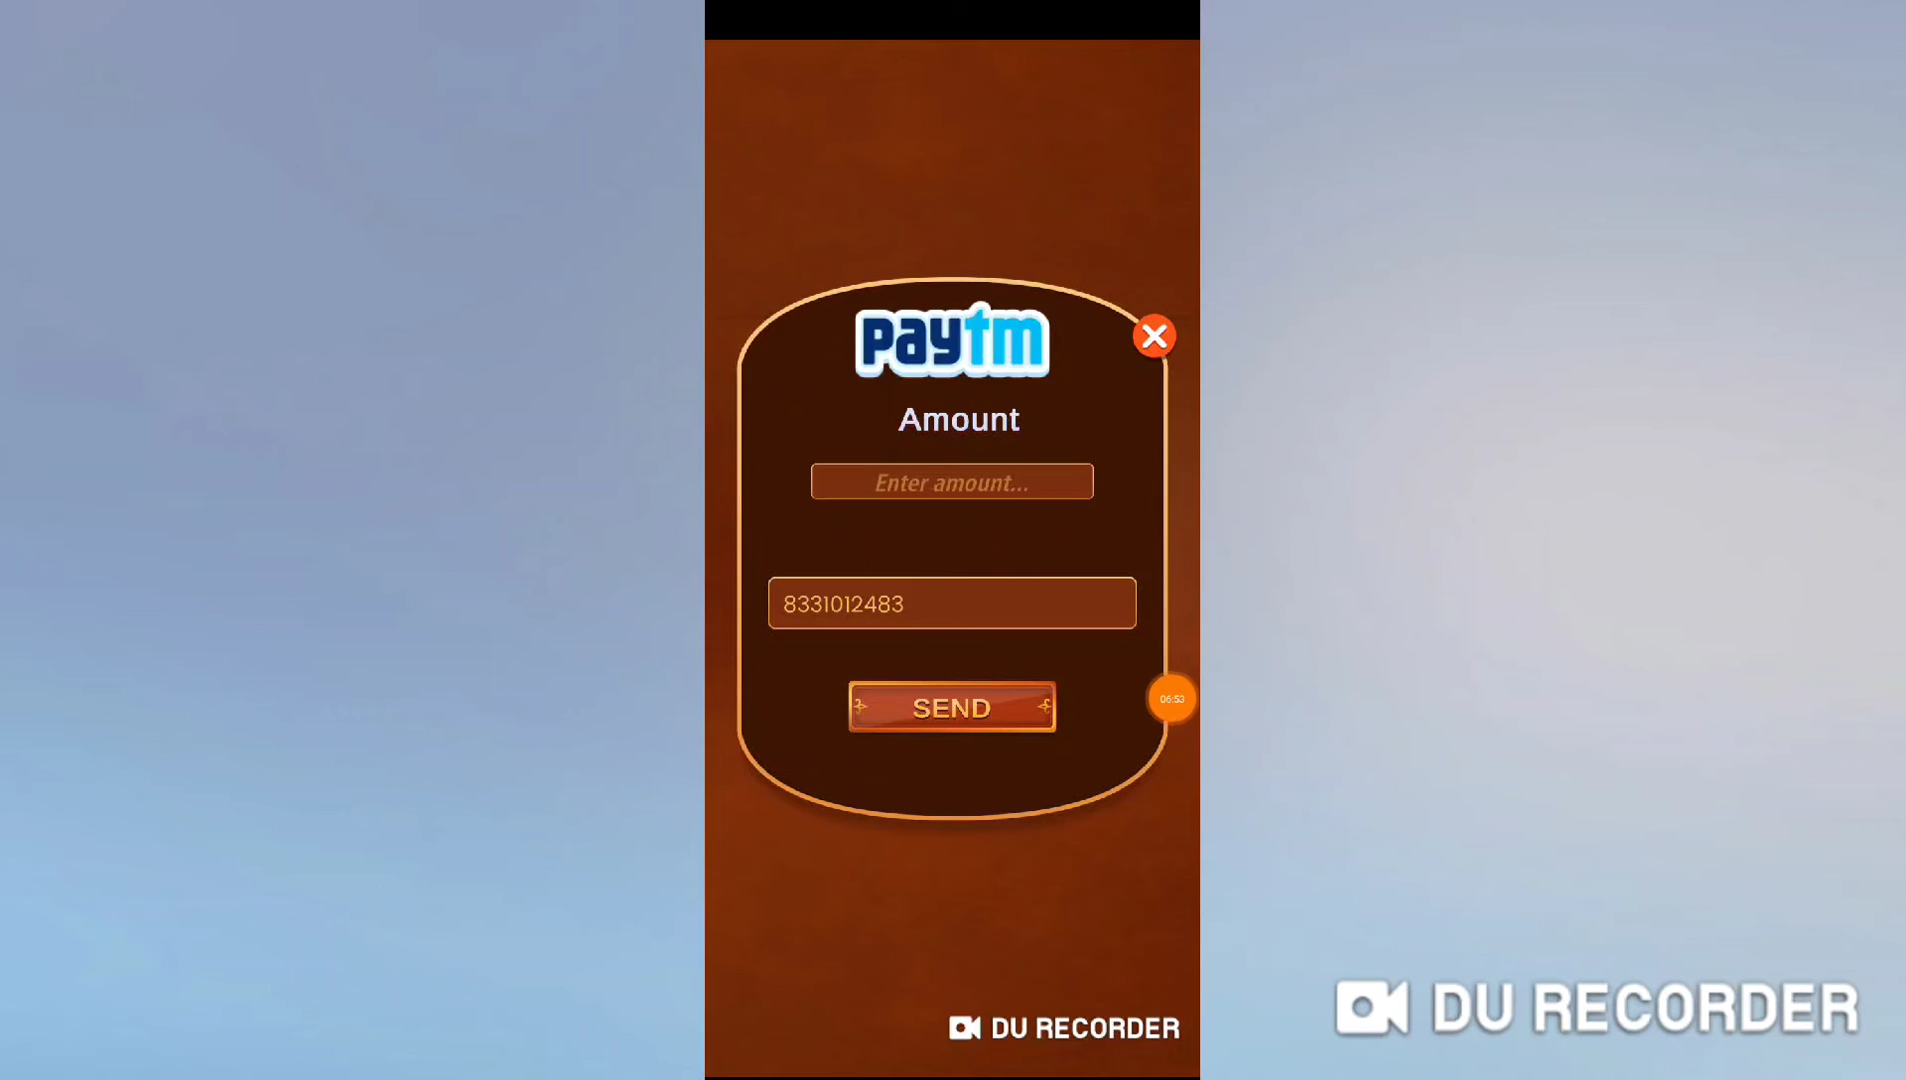 paytm
Amount
Enter amount...
8331012483
SEND
06:53
DU RECORDER
DU RECORDER